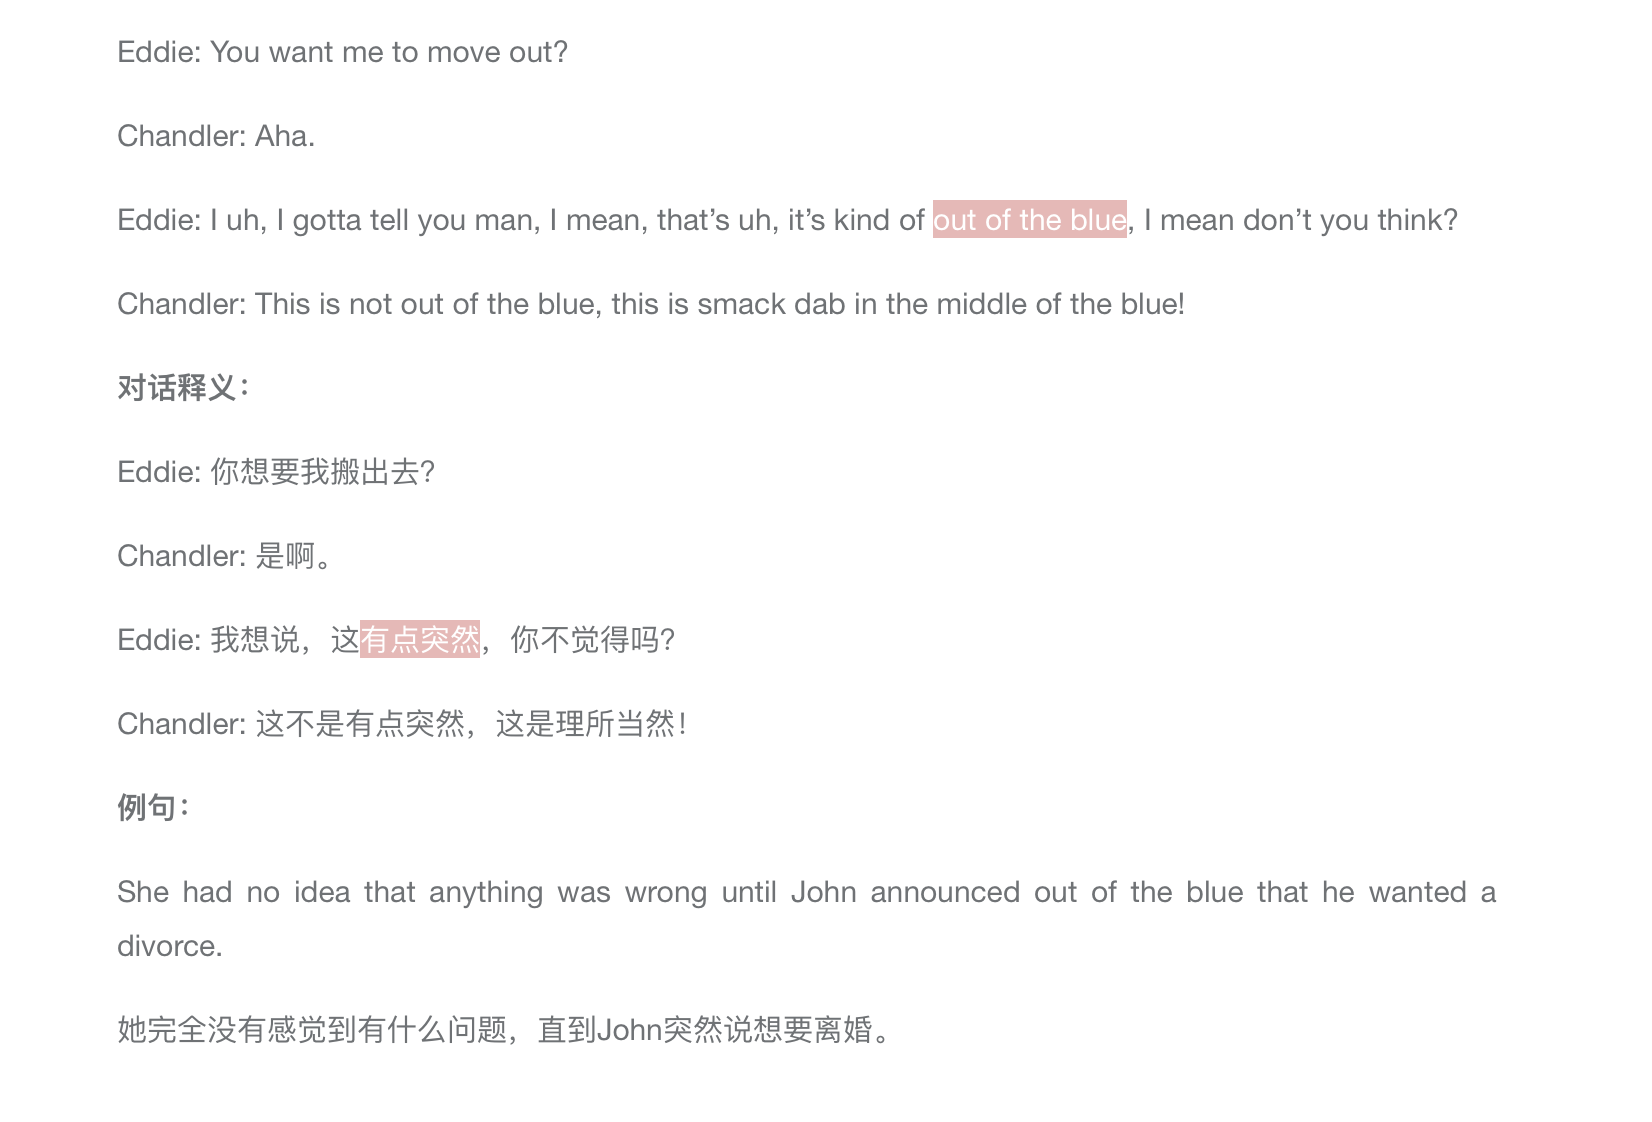 Eddie: You want me to move out?
Chandler: Aha.
Eddie: I uh, I gotta tell you man, I mean, that’s uh, it’s kind of out of the blue, I mean don’t you think?
Chandler: This is not out of the blue, this is smack dab in the middle of the blue!
对话释义：
Eddie: 你想要我搬出去？
Chandler: 是啊。
Eddie: 我想说，这有点突然，你不觉得吗？
Chandler: 这不是有点突然，这是理所当然！
例句：
She had no idea that anything was wrong until John announced out of the blue that he wanted a
divorce.
她完全没有感觉到有什么问题，直到John突然说想要离婚。